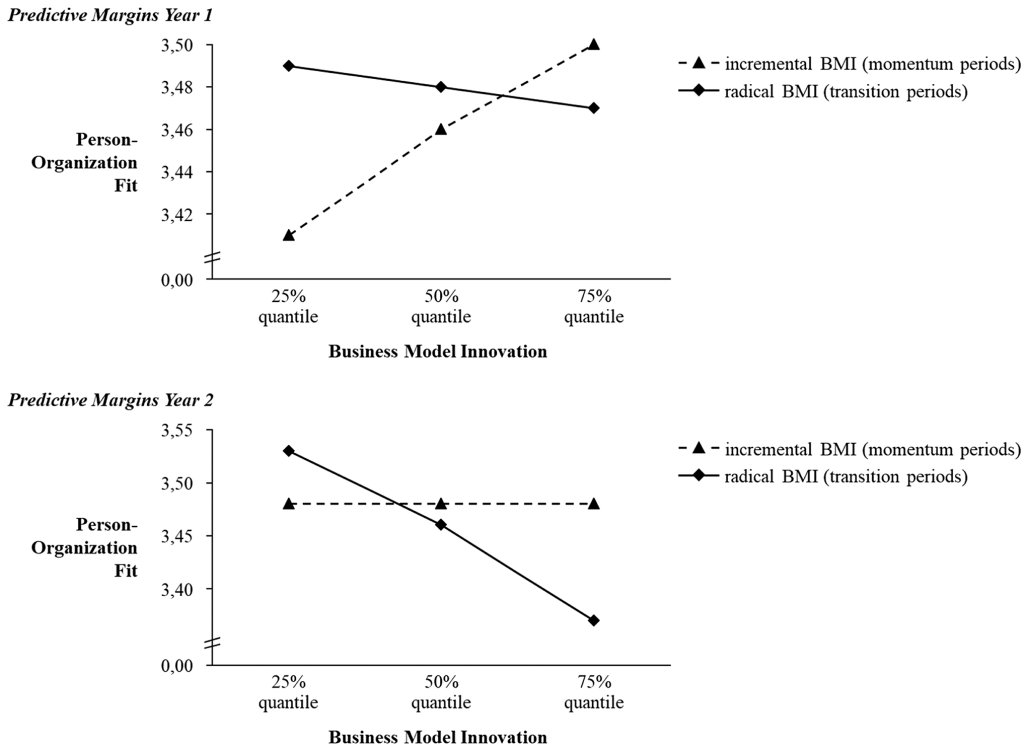 Predictive Margins Year 1
3,50
3,48
3,46
3,44
3,42
0,00
Person-
Organization
Fit
25%
quantile
50%
quantile
75%
quantile
Business Model Innovation
incremental BMI (momentum periods)
radical BMI (transition periods)
Predictive Margins Year 2
3,55
3,50
3,45
3,40
0,00
Person-
Organization
Fit
25%
quantile
50%
quantile
75%
quantile
Business Model Innovation
incremental BMI (momentum periods)
radical BMI (transition periods)